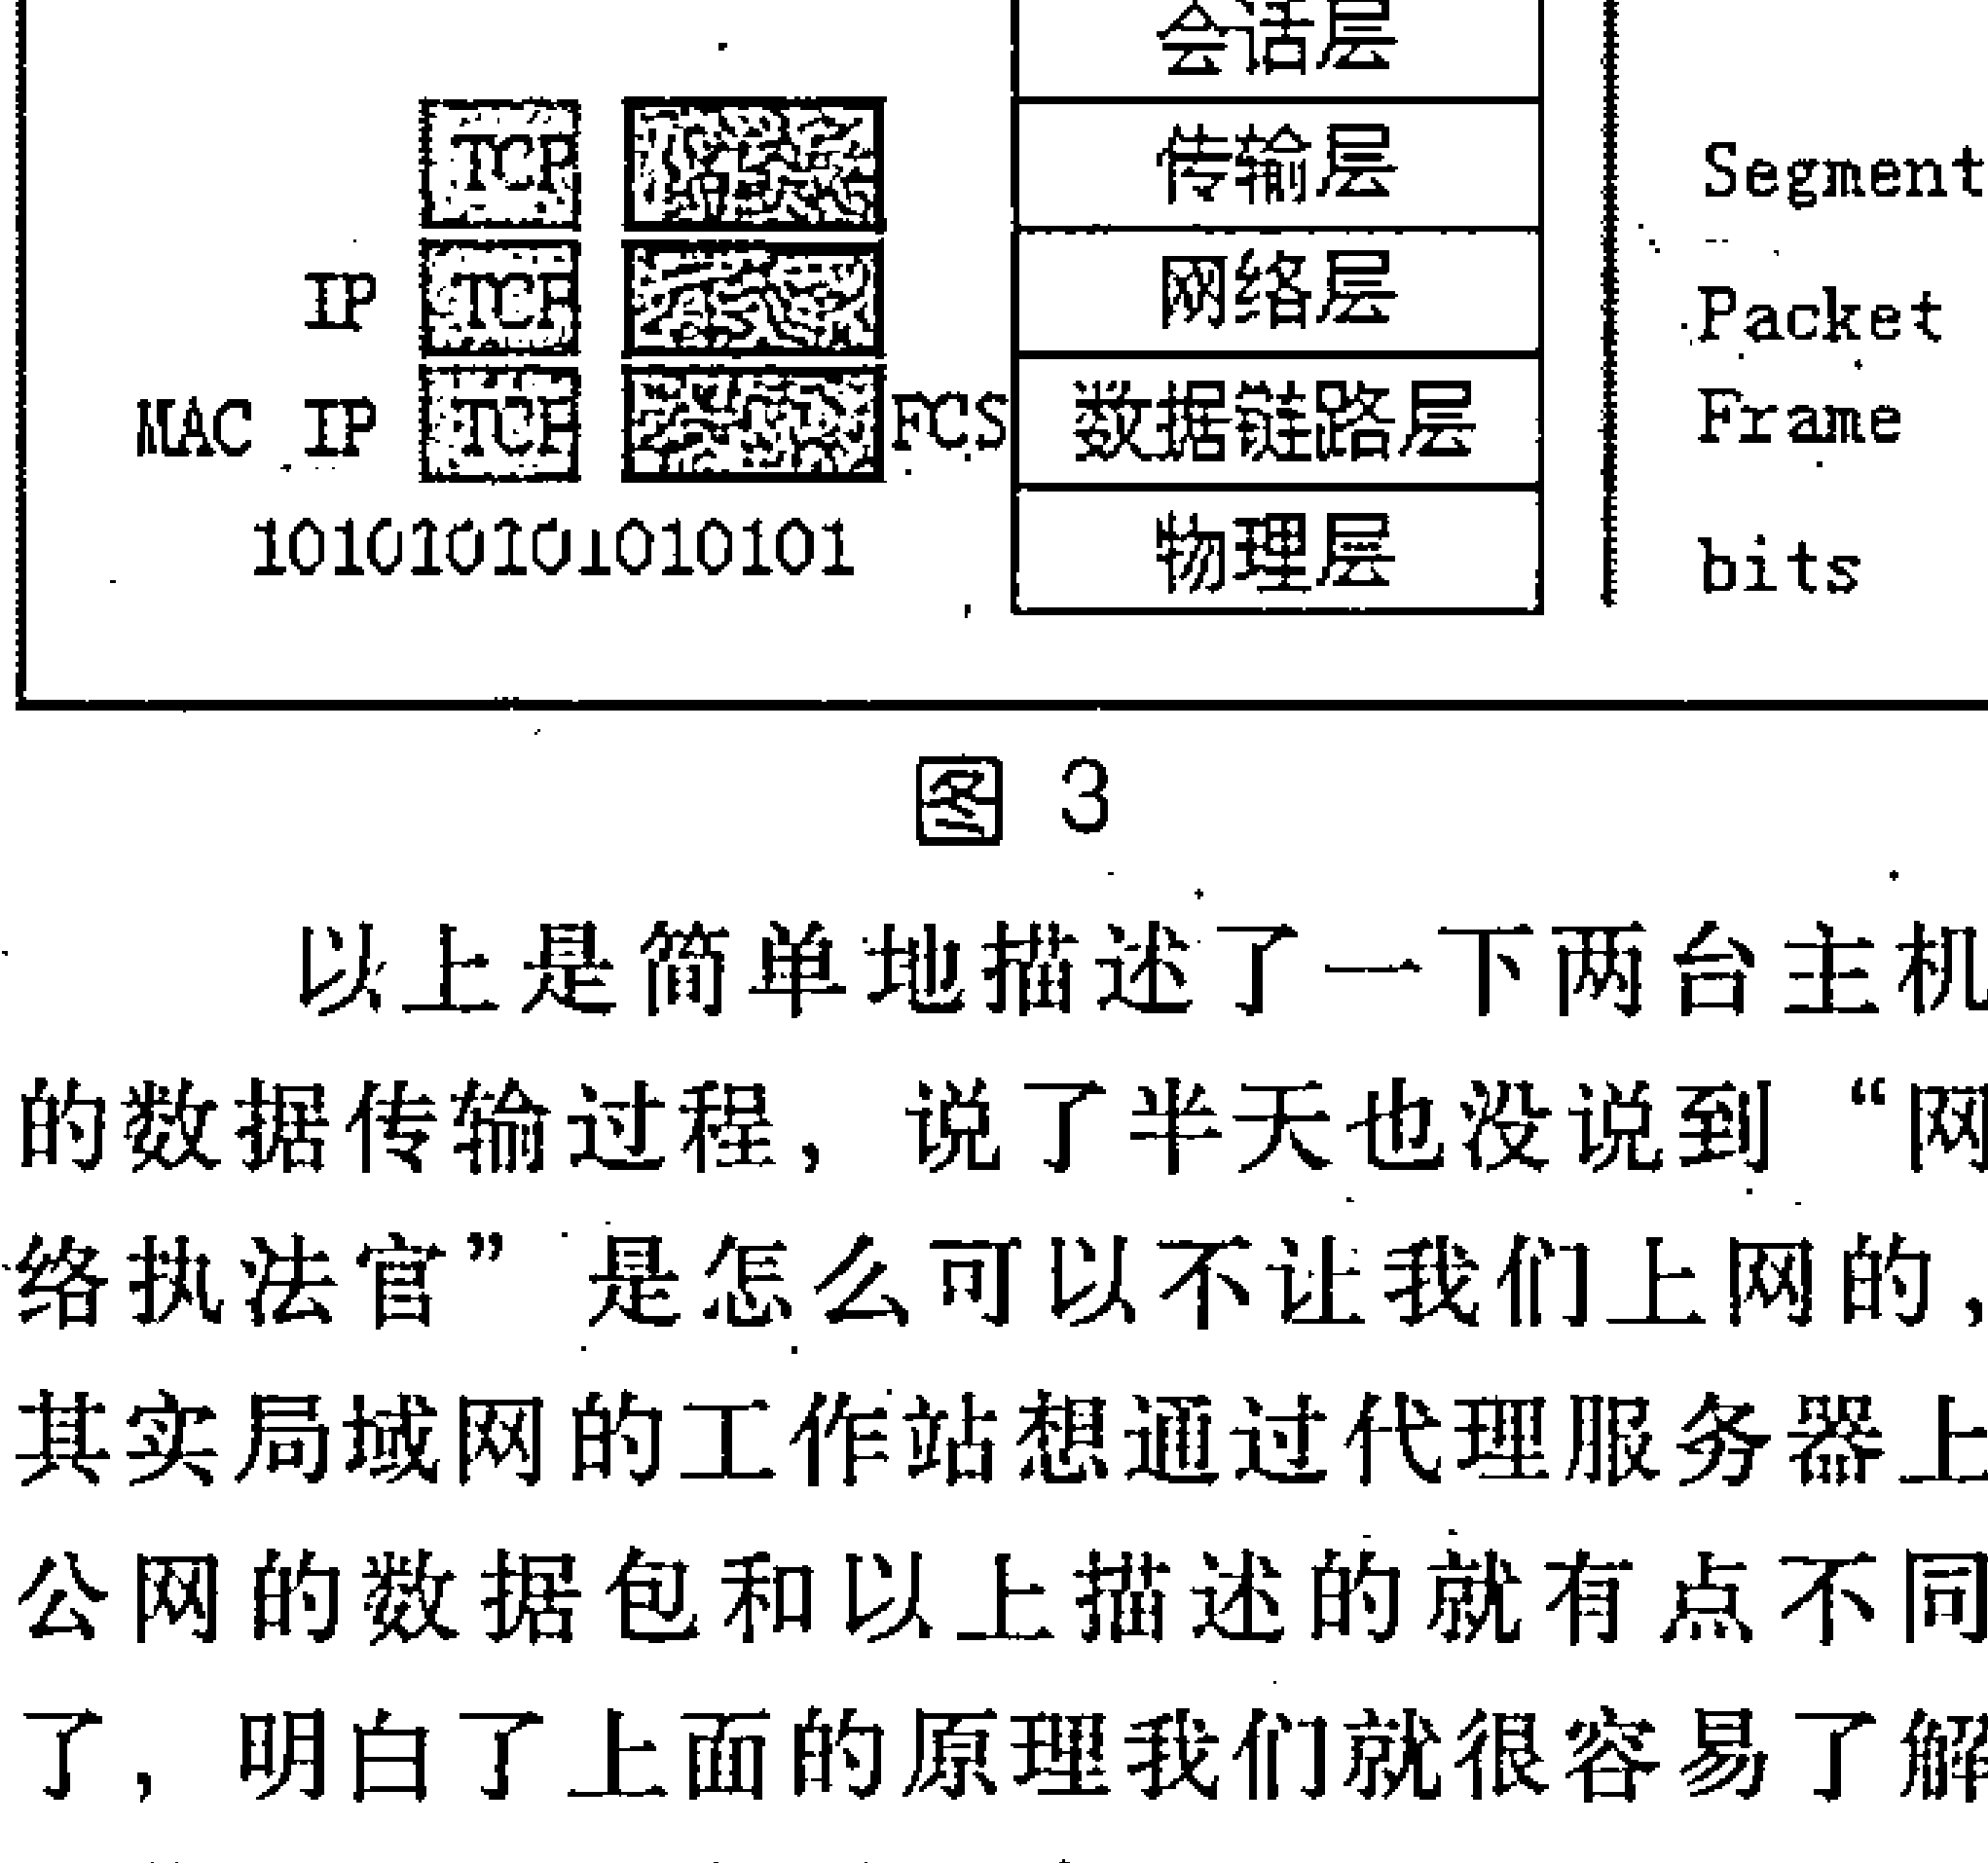 会话层
TCP 传输层 Segment
IP TCP 网络层 Packet
MAC IP TCP FCS 数据链路层 Frame
101010101010101 物理层 bits
图 3
以上是简单地描述了一下两台主机
的数据传输过程，说了半天也没说到“网
络执法官”是怎么可以不让我们上网的，
其实局域网的工作站想通过代理服务器上
公网的数据包和以上描述的就有点不同
了，明白了上面的原理我们就很容易了解